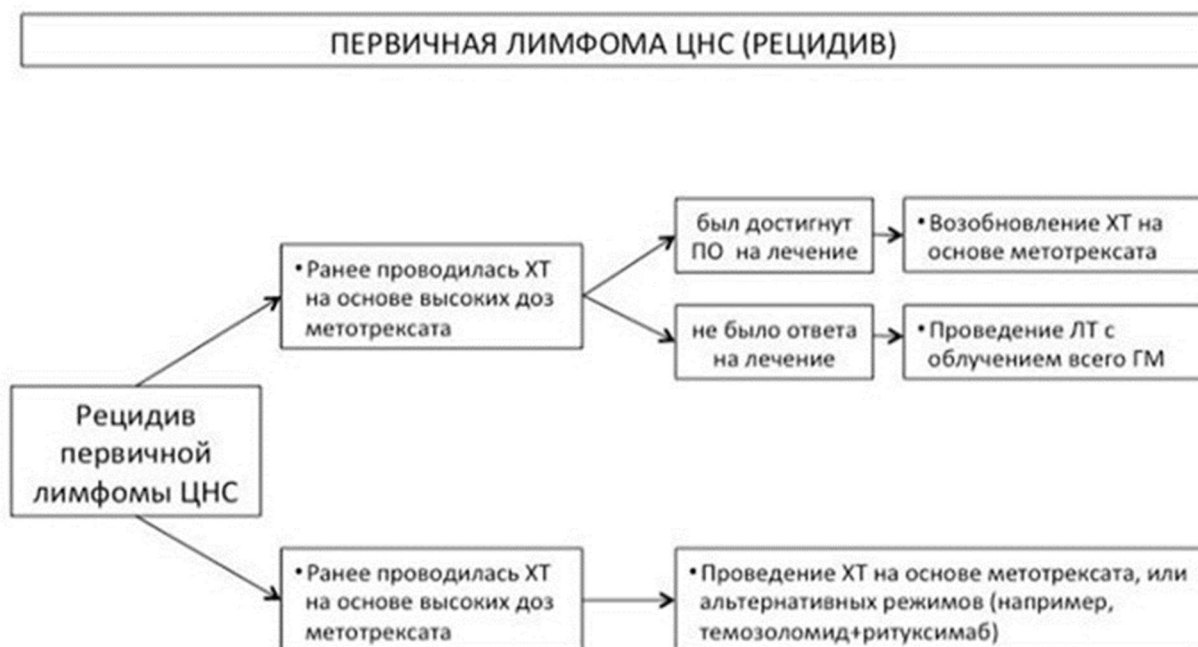 ПЕРВИЧНАЯ ЛИМФОМА ЦНС (РЕЦИДИВ)
Рецидив
первичной
лимфомы ЦНС
• Ранее проводилась ХТ
на основе высоких доз
метотрексата
был достигнут
ПО на лечение
• Возобновление ХТ на
основе метотрексата
не было ответа
на лечение
• Проведение ЛТ с
облучением всего ГМ
• Ранее проводилась ХТ
на основе высоких доз
метотрексата
• Проведение ХТ на основе метотрексата, или
альтернативных режимов (например,
темозоломид+ритуксимаб)